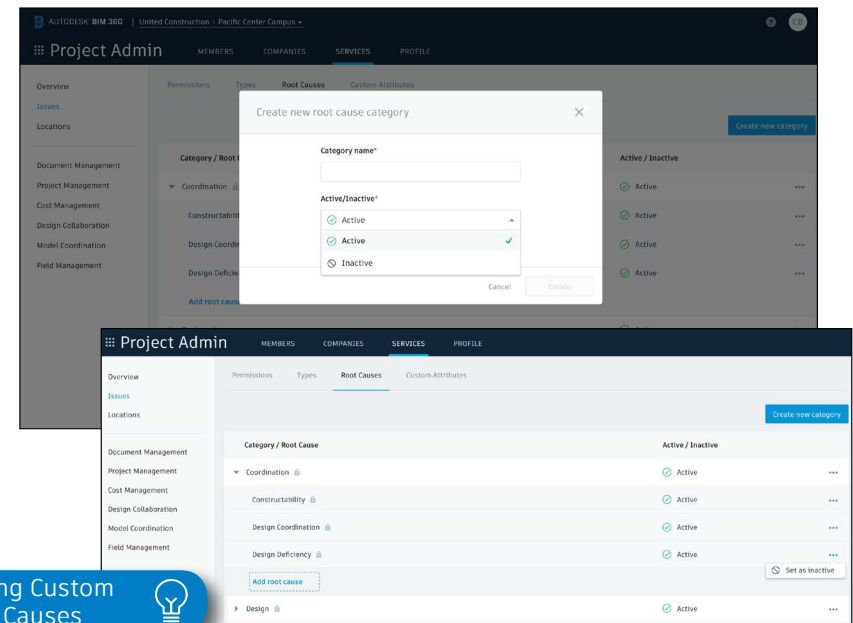 AUTODESK BIM 360 | United Construction | Pacific Center Campus ? CB
Project Admin MEMBERS COMPANIES SERVICES PROFILE
Overview Permissions Types Root Causes Custom Attributes
Issues Create new root cause category
Locations Create new category
Category name*
Document Management Category / Root Active / Inactive
Project Management Coordination Active
Cost Management Active/Inactive*
Design Collaboration Active Active
Model Coordination Active Active
Field Management Inactive Active
Cancel Create
Add root cause
Project Admin MEMBERS COMPANIES SERVICES PROFILE
Overview Permissions Types Root Causes Custom Attributes
Issues
Locations Create new category
Category / Root Cause Active / Inactive
Document Management
Project Management Coordination Active
Cost Management
Design Collaboration Constructability Active
Model Coordination Design Coordination Active
Field Management Design Deficiency Active
Set as inactive
Add root cause
Design Active
ng Custom
Causes